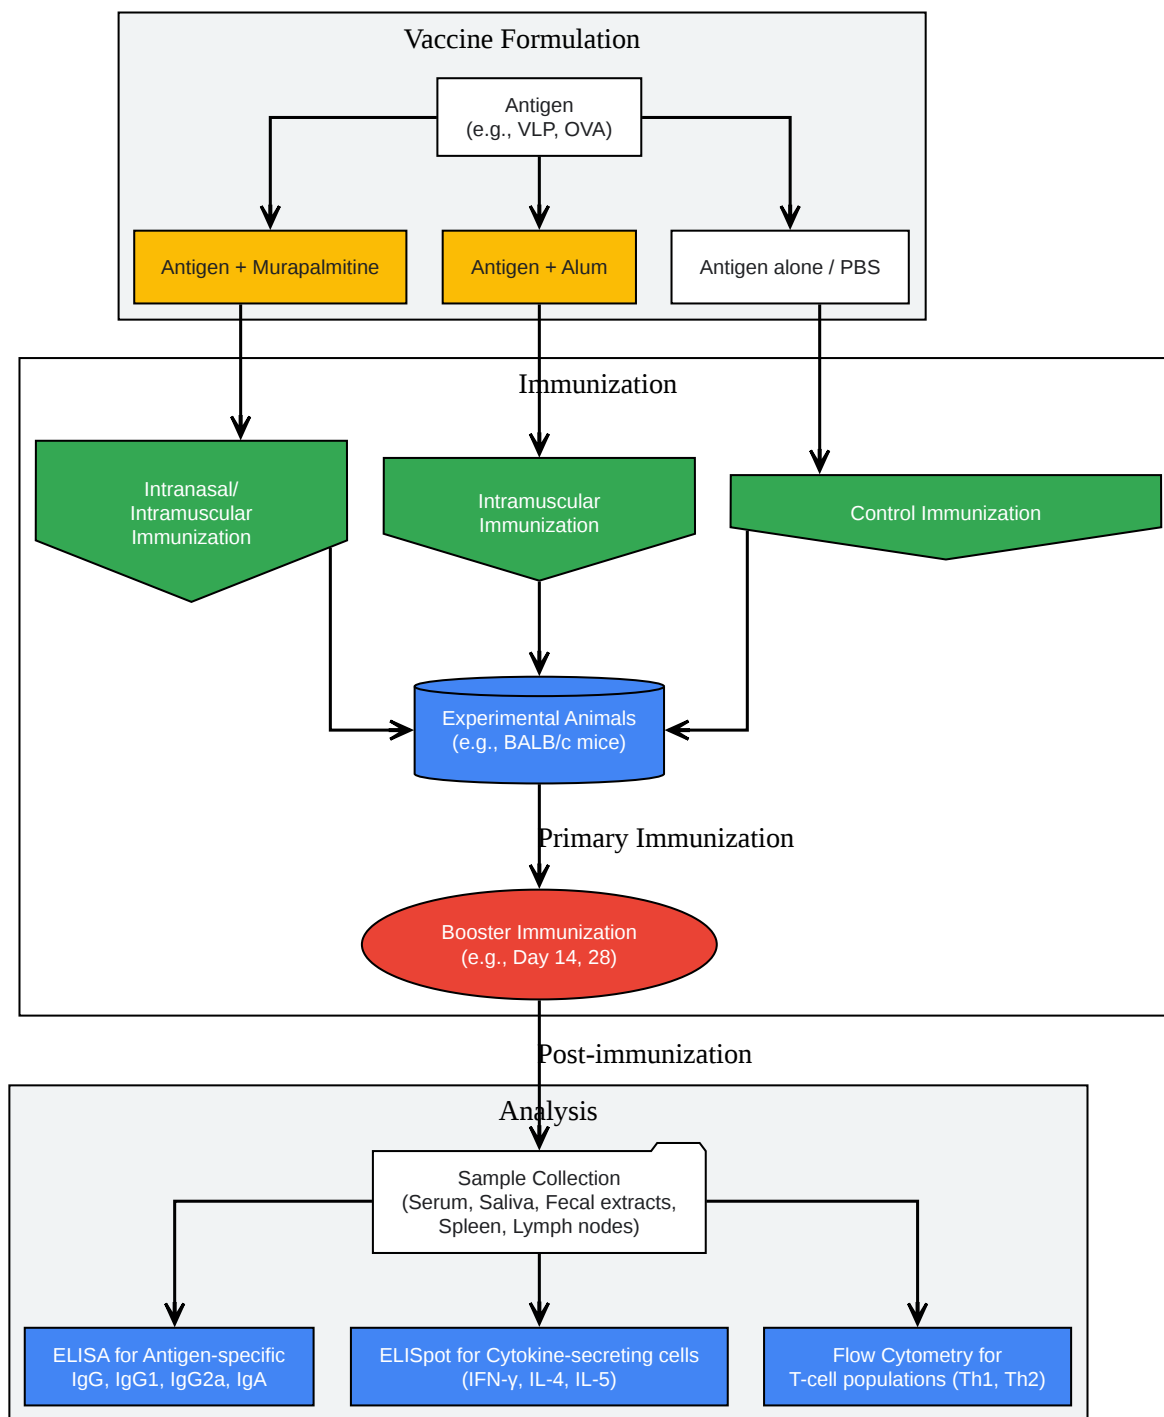 Vaccine Formulation
Antigen
(e.g., VLP, OVA)
Antigen + Murapalmitine
Antigen + Alum
Antigen alone / PBS
Immunization
Intranasal/
Intramuscular
Immunization
Intramuscular
Immunization
Control Immunization
Experimental Animals
(e.g., BALB/c mice)
Primary Immunization
Booster Immunization
(e.g., Day 14, 28)
Post-immunization
Analysis
Sample Collection
(Serum, Saliva, Fecal extracts,
Spleen, Lymph nodes)
ELISA for Antigen-specific
IgG, IgG1, IgG2a, IgA
ELISpot for Cytokine-secreting cells
(IFN-γ, IL-4, IL-5)
Flow Cytometry for
T-cell populations (Th1, Th2)